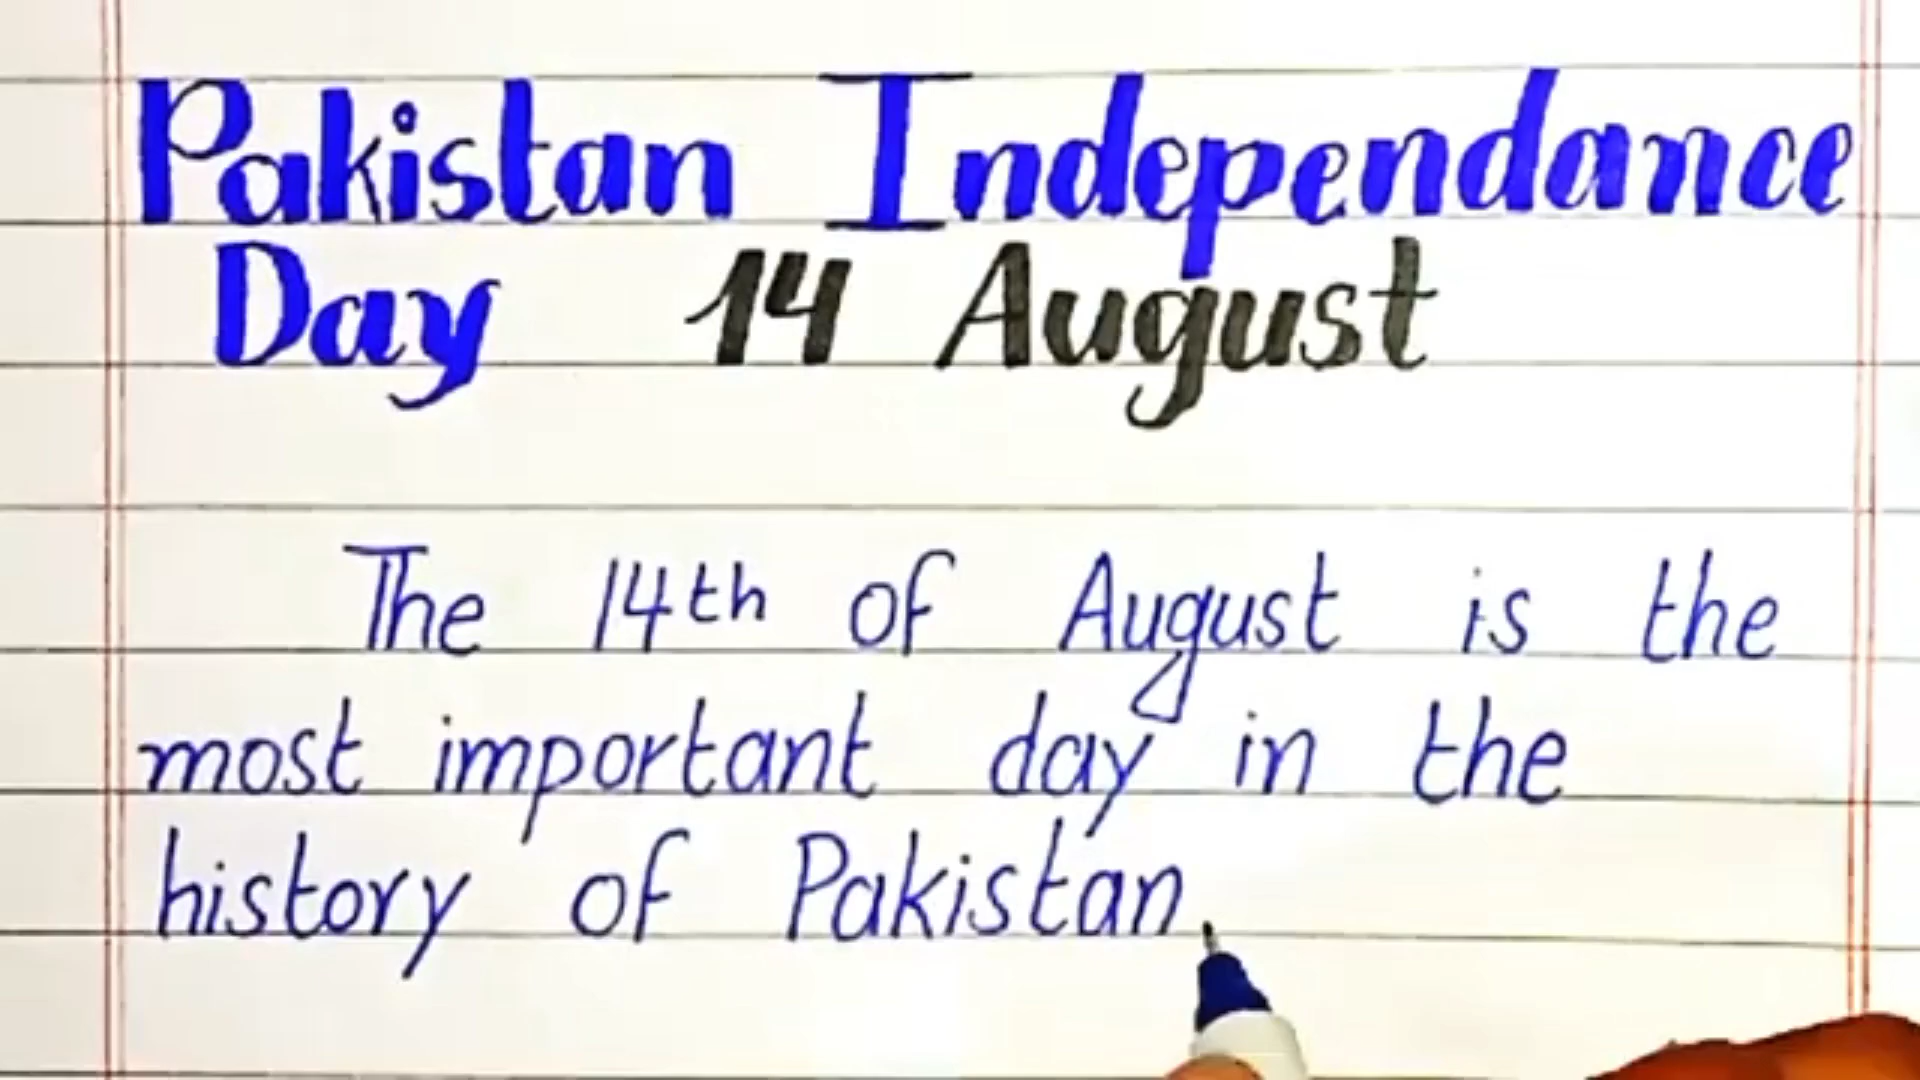 Pakistan Independance
Day 14 August
The 14th of August is the
most important day in the
history of Pakistan